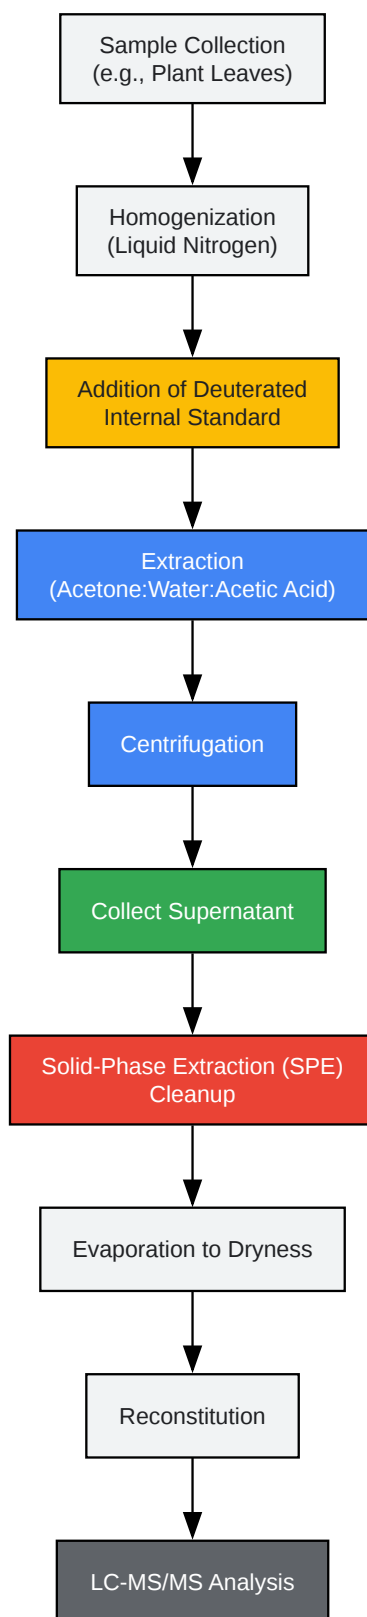 Sample Collection
(e.g., Plant Leaves)
Homogenization
(Liquid Nitrogen)
Addition of Deuterated
Internal Standard
Extraction
(Acetone:Water:Acetic Acid)
Centrifugation
Collect Supernatant
Solid-Phase Extraction (SPE)
Cleanup
Evaporation to Dryness
Reconstitution
LC-MS/MS Analysis